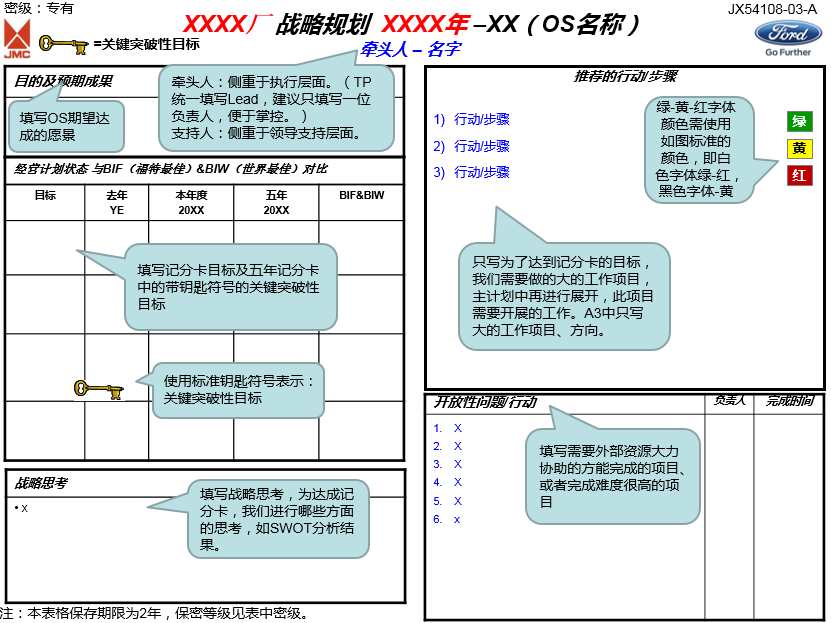 密级：专有
JX54108-03-A
XXXX厂 战略规划 XXXX年 –XX（OS名称）
JMC
=关键突破性目标
牵头人 – 名字
Ford
Go Further
目的及预期成果
牵头人：侧重于执行层面。（TP
统一填写Lead，建议只填写一位
负责人，便于掌控。）
支持人：侧重于领导支持层面。
填写OS期望达
成的愿景
经营计划状态 与BIF（福特最佳）&BIW（世界最佳）对比
目标
去年
YE
本年度
20XX
五年
20XX
BIF&BIW
填写记分卡目标及五年记分卡
中的带钥匙符号的关键突破性
目标
使用标准钥匙符号表示：
关键突破性目标
战略思考
• X
填写战略思考，为达成记
分卡，我们进行哪些方面
的思考，如SWOT分析结
果。
推荐的行动/步骤
1) 行动/步骤
2) 行动/步骤
3) 行动/步骤
绿-黄-红字体
颜色需使用
如图标准的
颜色，即白
色字体绿-红，
黑色字体-黄
绿
黄
红
只写为了达到记分卡的目标，
我们需要做的大的工作项目，
主计划中再进行展开，此项目
需要开展的工作。A3中只写
大的工作项目、方向。
开放性问题/行动
负责人
完成时间
1. X
2. X
3. X
4. X
5. X
6. x
填写需要外部资源大力
协助的方能完成的项目、
或者完成难度很高的项
目
注：本表格保存期限为2年，保密等级见表中密级。